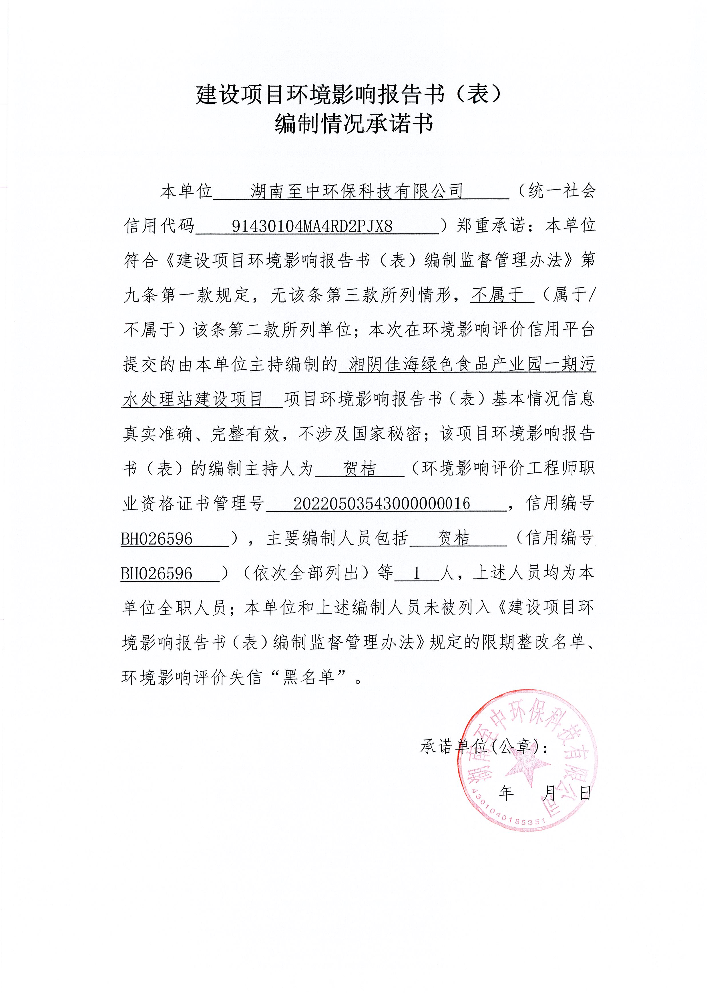 建设项目环境影响报告书（表）
编制情况承诺书
本单位 湖南至中环保科技有限公司 （统一社会
信用代码 91430104MA4RD2PJX8 ）郑重承诺：本单位
符合《建设项目环境影响报告书（表）编制监督管理办法》第
九条第一款规定，无该条第三款所列情形，不属于 （属于/
不属于）该条第二款所列单位；本次在环境影响评价信用平台
提交的由本单位主持编制的 湘阴佳海绿色食品产业园一期污
水处理站建设项目 项目环境影响报告书（表）基本情况信息
真实准确、完整有效，不涉及国家秘密；该项目环境影响报告
书（表）的编制主持人为 贺桔 （环境影响评价工程师职
业资格证书管理号 20220503543000000016 ，信用编号
BH026596 ），主要编制人员包括 贺桔 （信用编号
BH026596 ）（依次全部列出）等 1 人，上述人员均为本
单位全职人员；本单位和上述编制人员未被列入《建设项目环
境影响报告书（表）编制监督管理办法》规定的限期整改名单、
环境影响评价失信“黑名单”。
承诺单位(公章)：
年 月 日
湖南至中环保科技有限公司
4301040185351